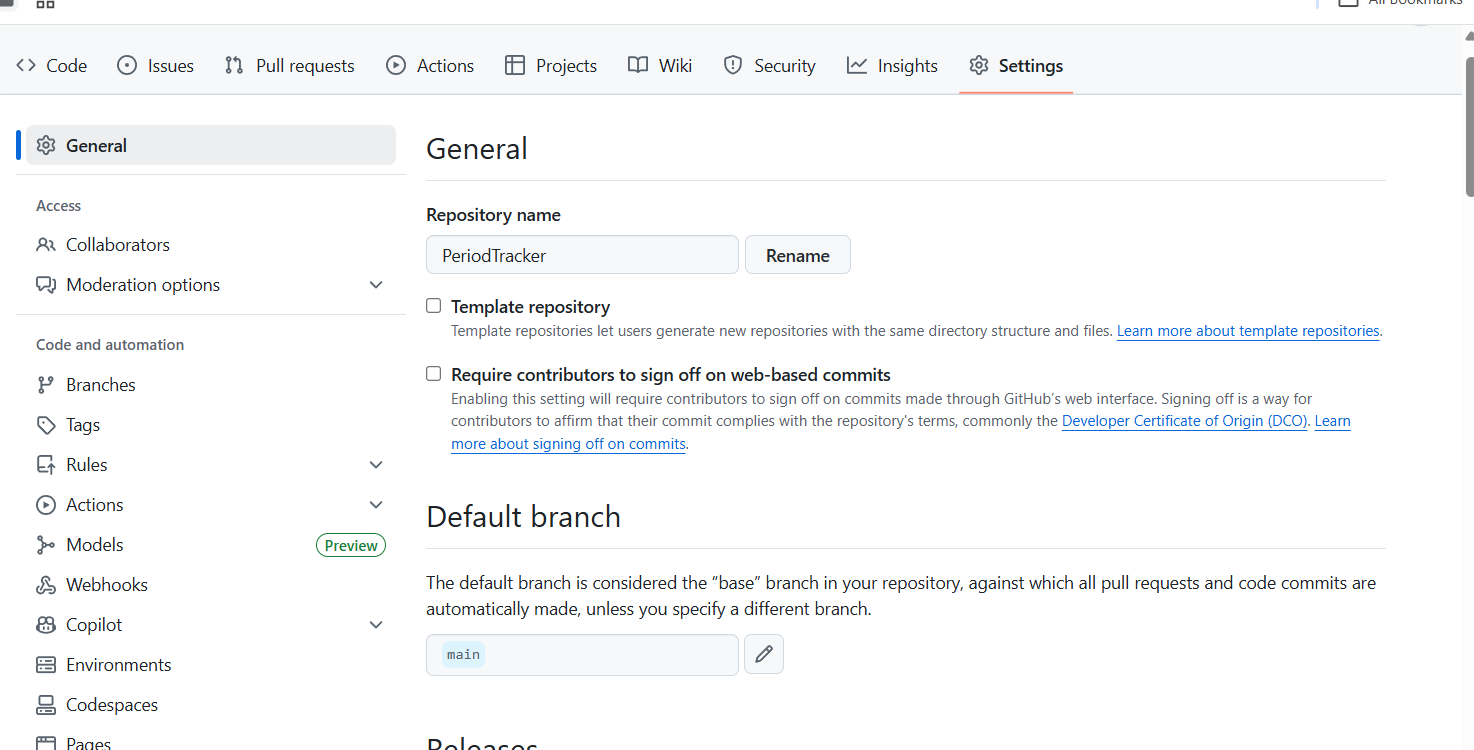 All Bookmarks
Code Issues Pull requests Actions Projects Wiki Security Insights Settings
General
Access
Collaborators
Moderation options
Code and automation
Branches
Tags
Rules
Actions
Models Preview
Webhooks
Copilot
Environments
Codespaces
Pages
General
Repository name
PeriodTracker Rename
Template repository
Template repositories let users generate new repositories with the same directory structure and files. Learn more about template repositories.
Require contributors to sign off on web-based commits
Enabling this setting will require contributors to sign off on commits made through GitHub’s web interface. Signing off is a way for
contributors to affirm that their commit complies with the repository's terms, commonly the Developer Certificate of Origin (DCO). Learn
more about signing off on commits.
Default branch
The default branch is considered the “base” branch in your repository, against which all pull requests and code commits are
automatically made, unless you specify a different branch.
main
Releases